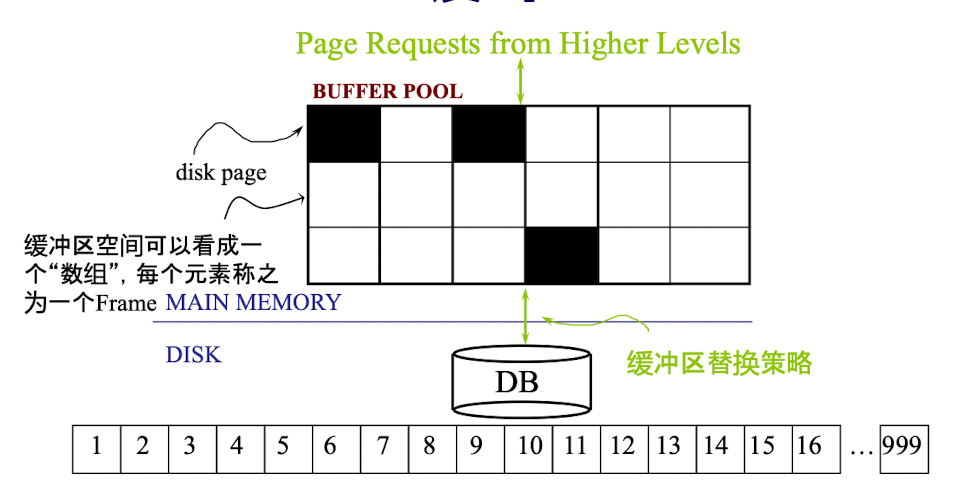 Page Requests from Higher Levels
BUFFER POOL
disk page
缓冲区空间可以看成一
个“数组”，每个元素称之
为一个Frame
MAIN MEMORY
DISK
缓冲区替换策略
DB
1 2 3 4 5 6 7 8 9 10 11 12 13 14 15 16 … 999